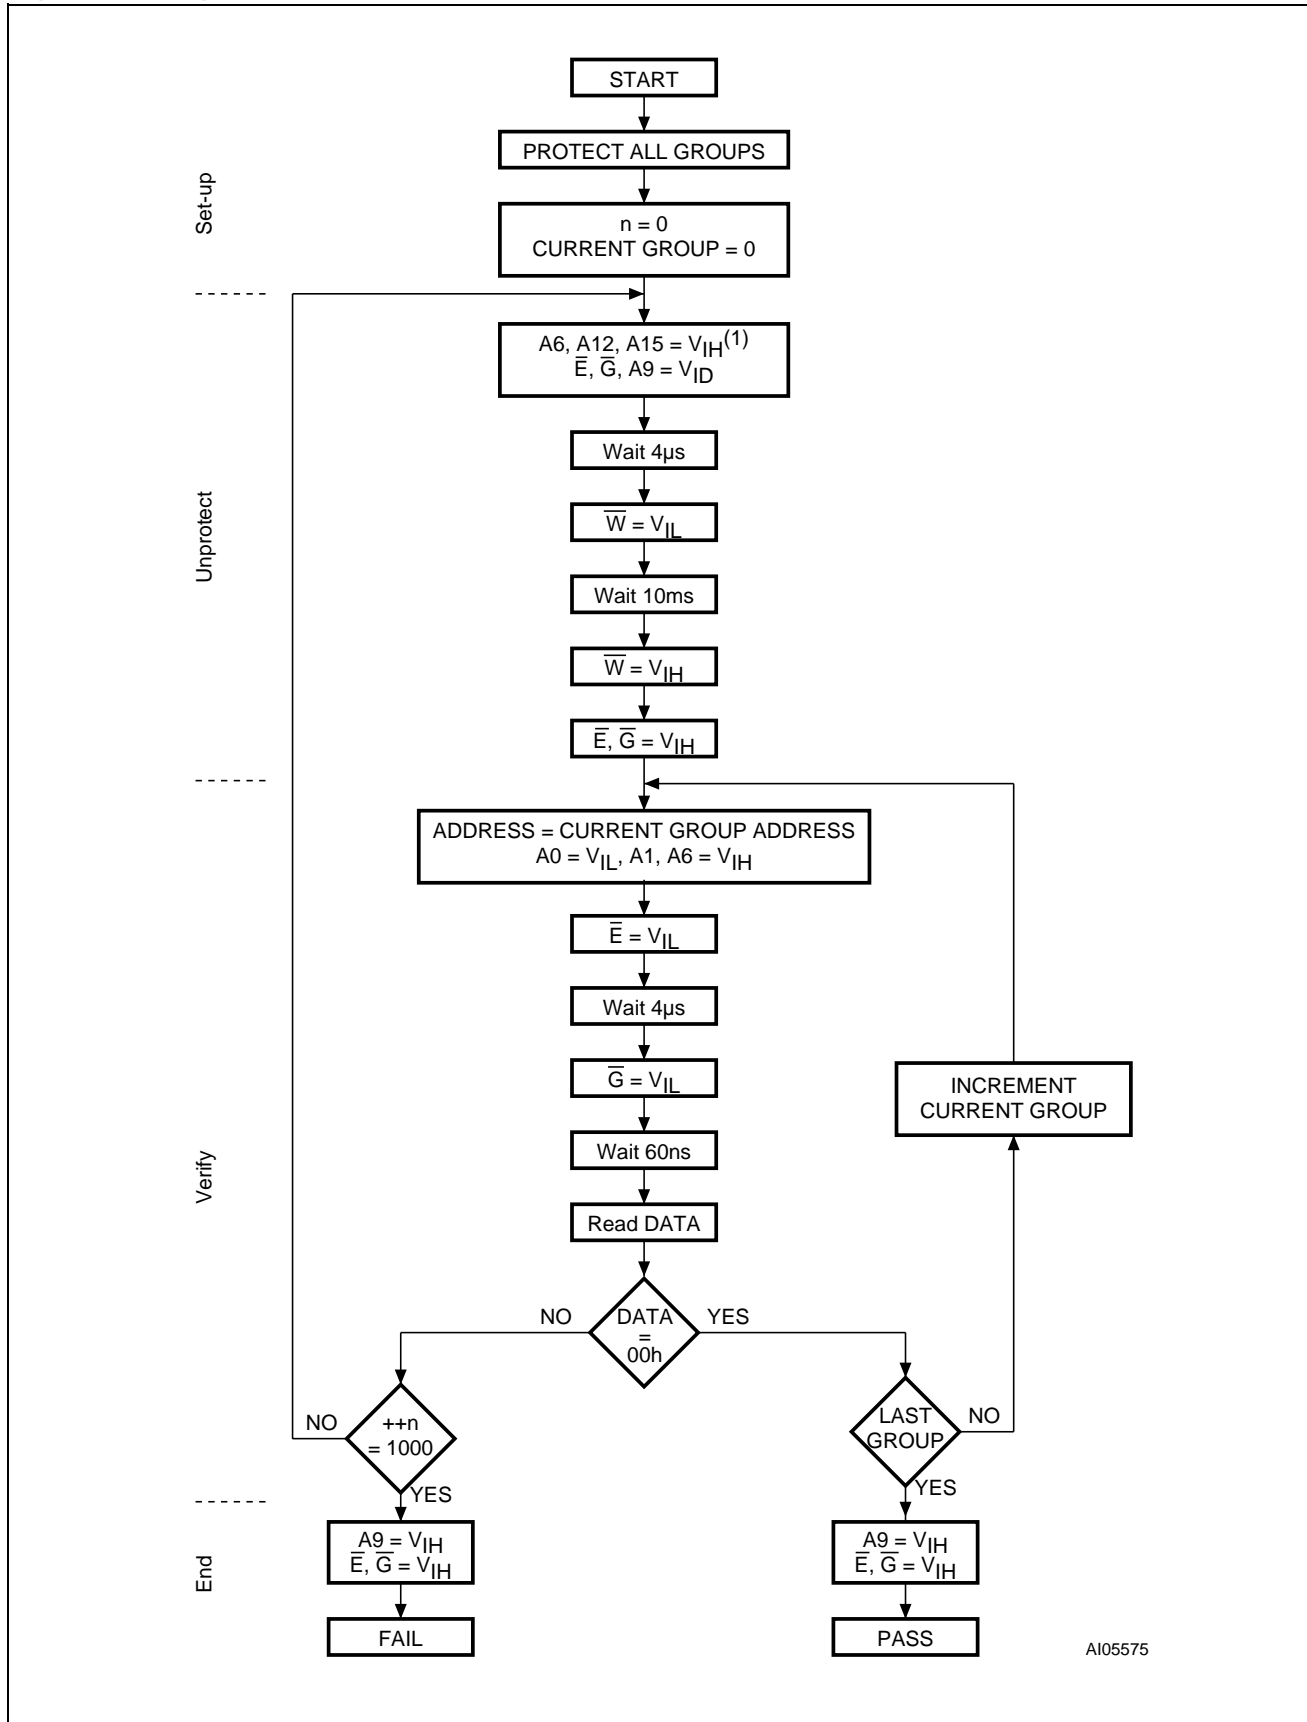 START
PROTECT ALL GROUPS
Set-up
n = 0
CURRENT GROUP = 0
A6, A12, A15 = VIH(1)
E̅, G̅, A9 = VID
Wait 4µs
W̅ = VIL
Unprotect
Wait 10ms
W̅ = VIH
E̅, G̅ = VIH
ADDRESS = CURRENT GROUP ADDRESS
A0 = VIL, A1, A6 = VIH
E̅ = VIL
Wait 4µs
G̅ = VIL
INCREMENT
CURRENT GROUP
Wait 60ns
Verify
Read DATA
NO
DATA
=
00h
YES
NO
++n
= 1000
YES
LAST
GROUP
NO
YES
End
A9 = VIH
E̅, G̅ = VIH
FAIL
A9 = VIH
E̅, G̅ = VIH
PASS
AI05575